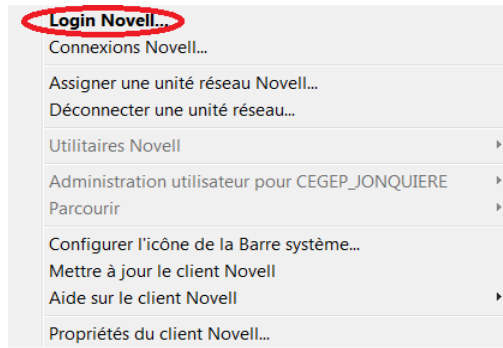 Login Novell...
Connexions Novell...
Assigner une unité réseau Novell...
Déconnecter une unité réseau...
Utilitaires Novell
Administration utilisateur pour CEGEP_JONQUIERE
Parcourir
Configurer l'icône de la Barre système...
Mettre à jour le client Novell
Aide sur le client Novell
Propriétés du client Novell...